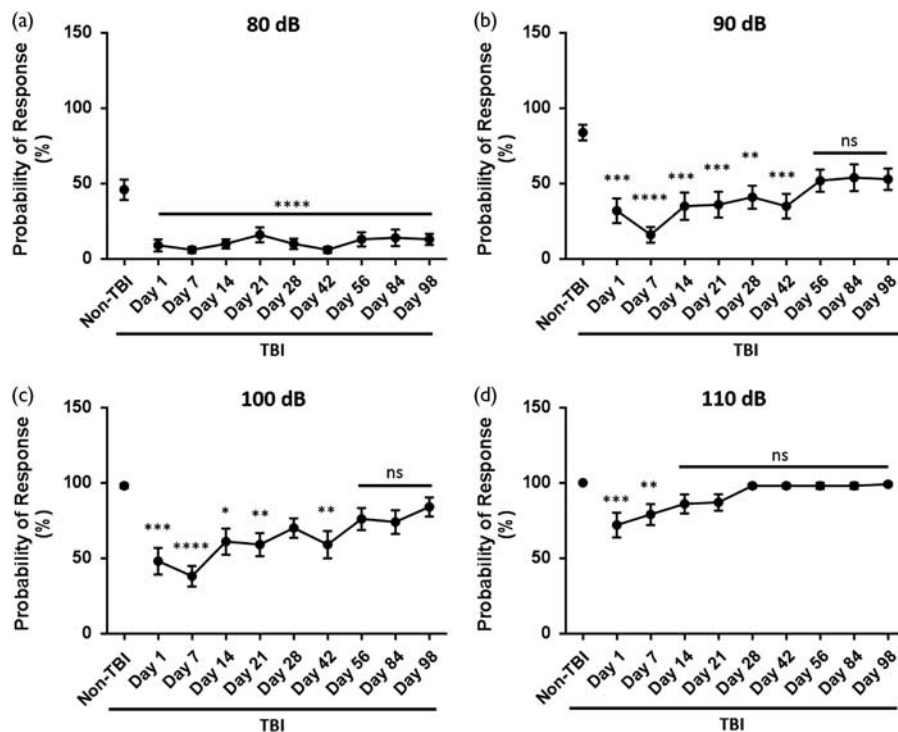 (a)
80 dB
Probability of Response
(%)
150
100
50
0
****
Non-TBI
Day 1
Day 7
Day 14
Day 21
Day 28
Day 42
Day 56
Day 84
Day 98
TBI
(b)
90 dB
Probability of Response
(%)
150
100
50
0
***
****
***
***
**
***
ns
Non-TBI
Day 1
Day 7
Day 14
Day 21
Day 28
Day 42
Day 56
Day 84
Day 98
TBI
(c)
100 dB
Probability of Response
(%)
150
100
50
0
***
****
*
**
**
ns
Non-TBI
Day 1
Day 7
Day 14
Day 21
Day 28
Day 42
Day 56
Day 84
Day 98
TBI
(d)
110 dB
Probability of Response
(%)
150
100
50
0
***
**
ns
Non-TBI
Day 1
Day 7
Day 14
Day 21
Day 28
Day 42
Day 56
Day 84
Day 98
TBI